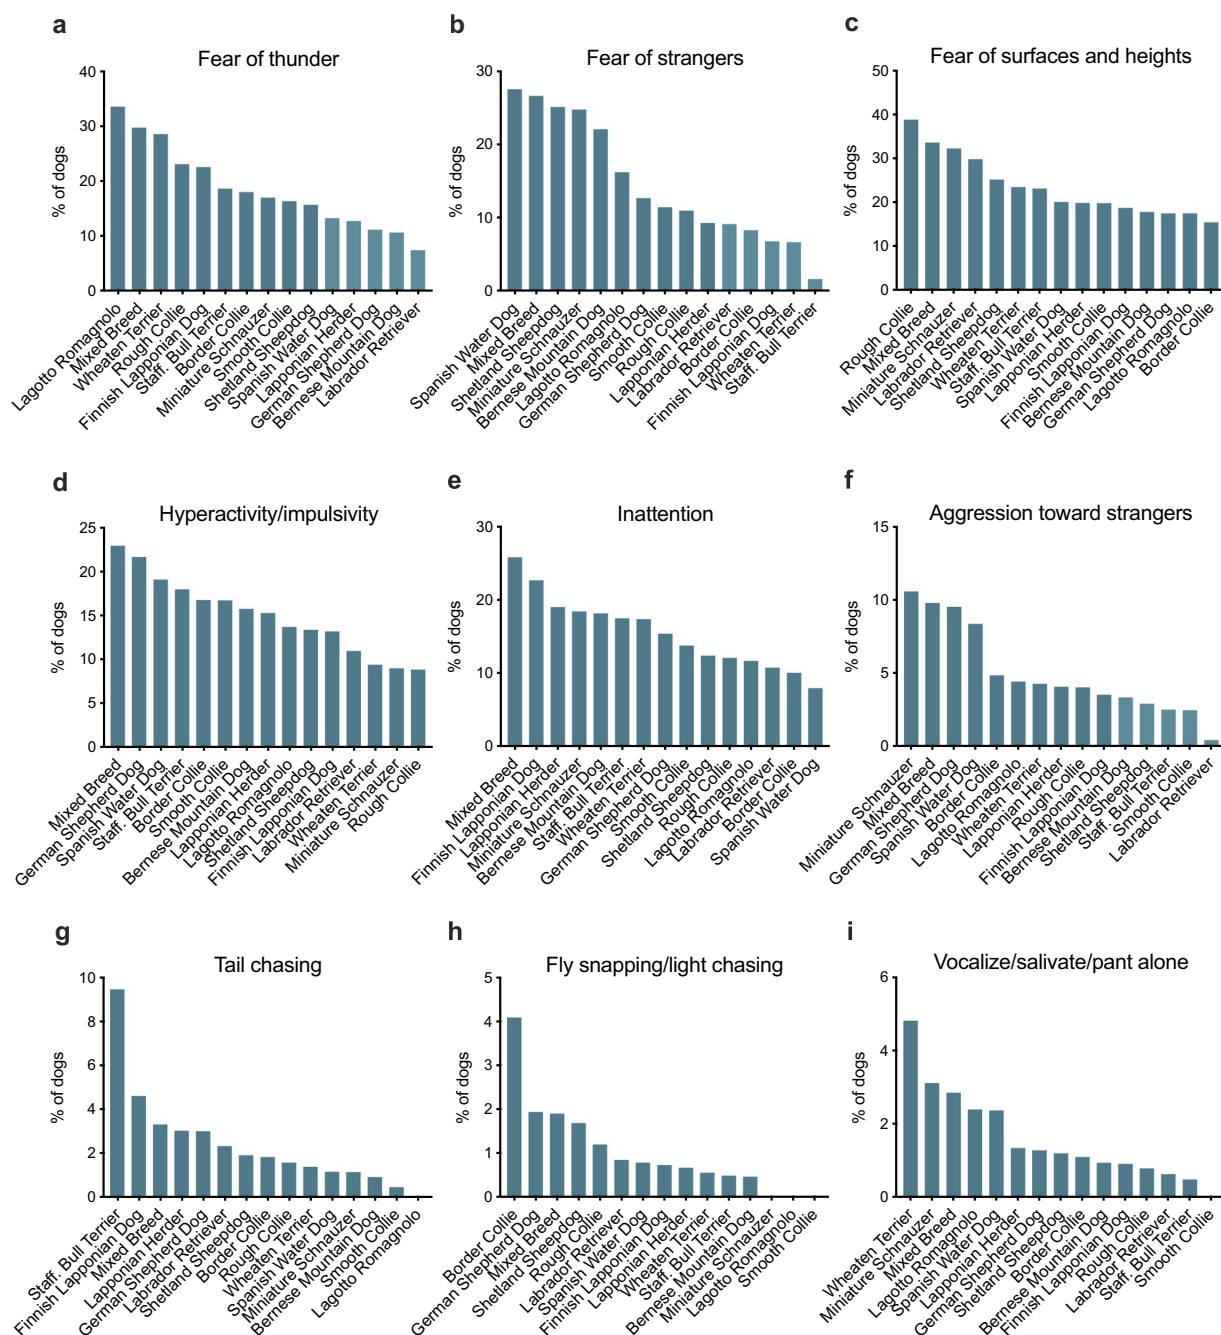 a
Fear of thunder
% of dogs
40
30
20
10
0
Lagotto Romagnolo
Mixed Breed
Wheaten Terrier
Rough Collie
Finnish Lapponian Dog
Staff. Bull Terrier
Border Collie
Miniature Schnauzer
Smooth Collie
Shetland Sheepdog
Spanish Water Dog
Lapponian Herder
German Shepherd Dog
Bernese Mountain Dog
Labrador Retriever
b
Fear of strangers
% of dogs
30
20
10
0
Spanish Water Dog
Mixed Breed
Shetland Sheepdog
Miniature Schnauzer
Bernese Mountain Dog
Lagotto Romagnolo
German Shepherd Dog
Smooth Collie
Rough Collie
Lapponian Herder
Labrador Retriever
Border Collie
Finnish Lapponian Dog
Wheaten Terrier
Staff. Bull Terrier
c
Fear of surfaces and heights
% of dogs
50
40
30
20
10
0
Rough Collie
Mixed Breed
Miniature Schnauzer
Labrador Retriever
Shetland Sheepdog
Wheaten Terrier
Staff. Bull Terrier
Spanish Water Dog
Lapponian Herder
Smooth Collie
Finnish Lapponian Dog
Bernese Mountain Dog
German Shepherd Dog
Lagotto Romagnolo
Border Collie
d
Hyperactivity/impulsivity
% of dogs
25
20
15
10
5
0
Mixed Breed
German Shepherd Dog
Spanish Water Dog
Staff. Bull Terrier
Border Collie
Smooth Collie
Bernese Mountain Dog
Lapponian Herder
Lagotto Romagnolo
Shetland Sheepdog
Finnish Lapponian Dog
Labrador Retriever
Wheaten Terrier
Miniature Schnauzer
Rough Collie
e
Inattention
% of dogs
30
20
10
0
Mixed Breed
Finnish Lapponian Dog
Lapponian Herder
Miniature Schnauzer
Bernese Mountain Dog
Staff. Bull Terrier
Wheaten Terrier
German Shepherd Dog
Smooth Collie
Shetland Sheepdog
Rough Collie
Lagotto Romagnolo
Labrador Retriever
Border Collie
Spanish Water Dog
f
Aggression toward strangers
% of dogs
15
10
5
0
Miniature Schnauzer
Mixed Breed
German Shepherd Dog
Spanish Water Dog
Border Collie
Lagotto Romagnolo
Wheaten Terrier
Lapponian Herder
Rough Collie
Finnish Lapponian Dog
Bernese Mountain Dog
Shetland Sheepdog
Staff. Bull Terrier
Smooth Collie
Labrador Retriever
g
Tail chasing
% of dogs
10
8
6
4
2
0
Staff. Bull Terrier
Finnish Lapponian Dog
Mixed Breed
Lapponian Herder
German Shepherd Dog
Labrador Retriever
Shetland Sheepdog
Border Collie
Rough Collie
Wheaten Terrier
Spanish Water Dog
Miniature Schnauzer
Bernese Mountain Dog
Smooth Collie
Lagotto Romagnolo
h
Fly snapping/light chasing
% of dogs
5
4
3
2
1
0
Border Collie
German Shepherd Dog
Mixed Breed
Shetland Sheepdog
Rough Collie
Labrador Retriever
Spanish Water Dog
Finnish Lapponian Dog
Lapponian Herder
Wheaten Terrier
Staff. Bull Terrier
Bernese Mountain Dog
Miniature Schnauzer
Lagotto Romagnolo
Smooth Collie
i
Vocalize/salivate/pant alone
% of dogs
6
4
2
0
Wheaten Terrier
Miniature Schnauzer
Mixed Breed
Lagotto Romagnolo
Spanish Water Dog
Lapponian Herder
German Shepherd Dog
Shetland Sheepdog
Border Collie
Bernese Mountain Dog
Finnish Lapponian Dog
Rough Collie
Labrador Retriever
Staff. Bull Terrier
Smooth Collie